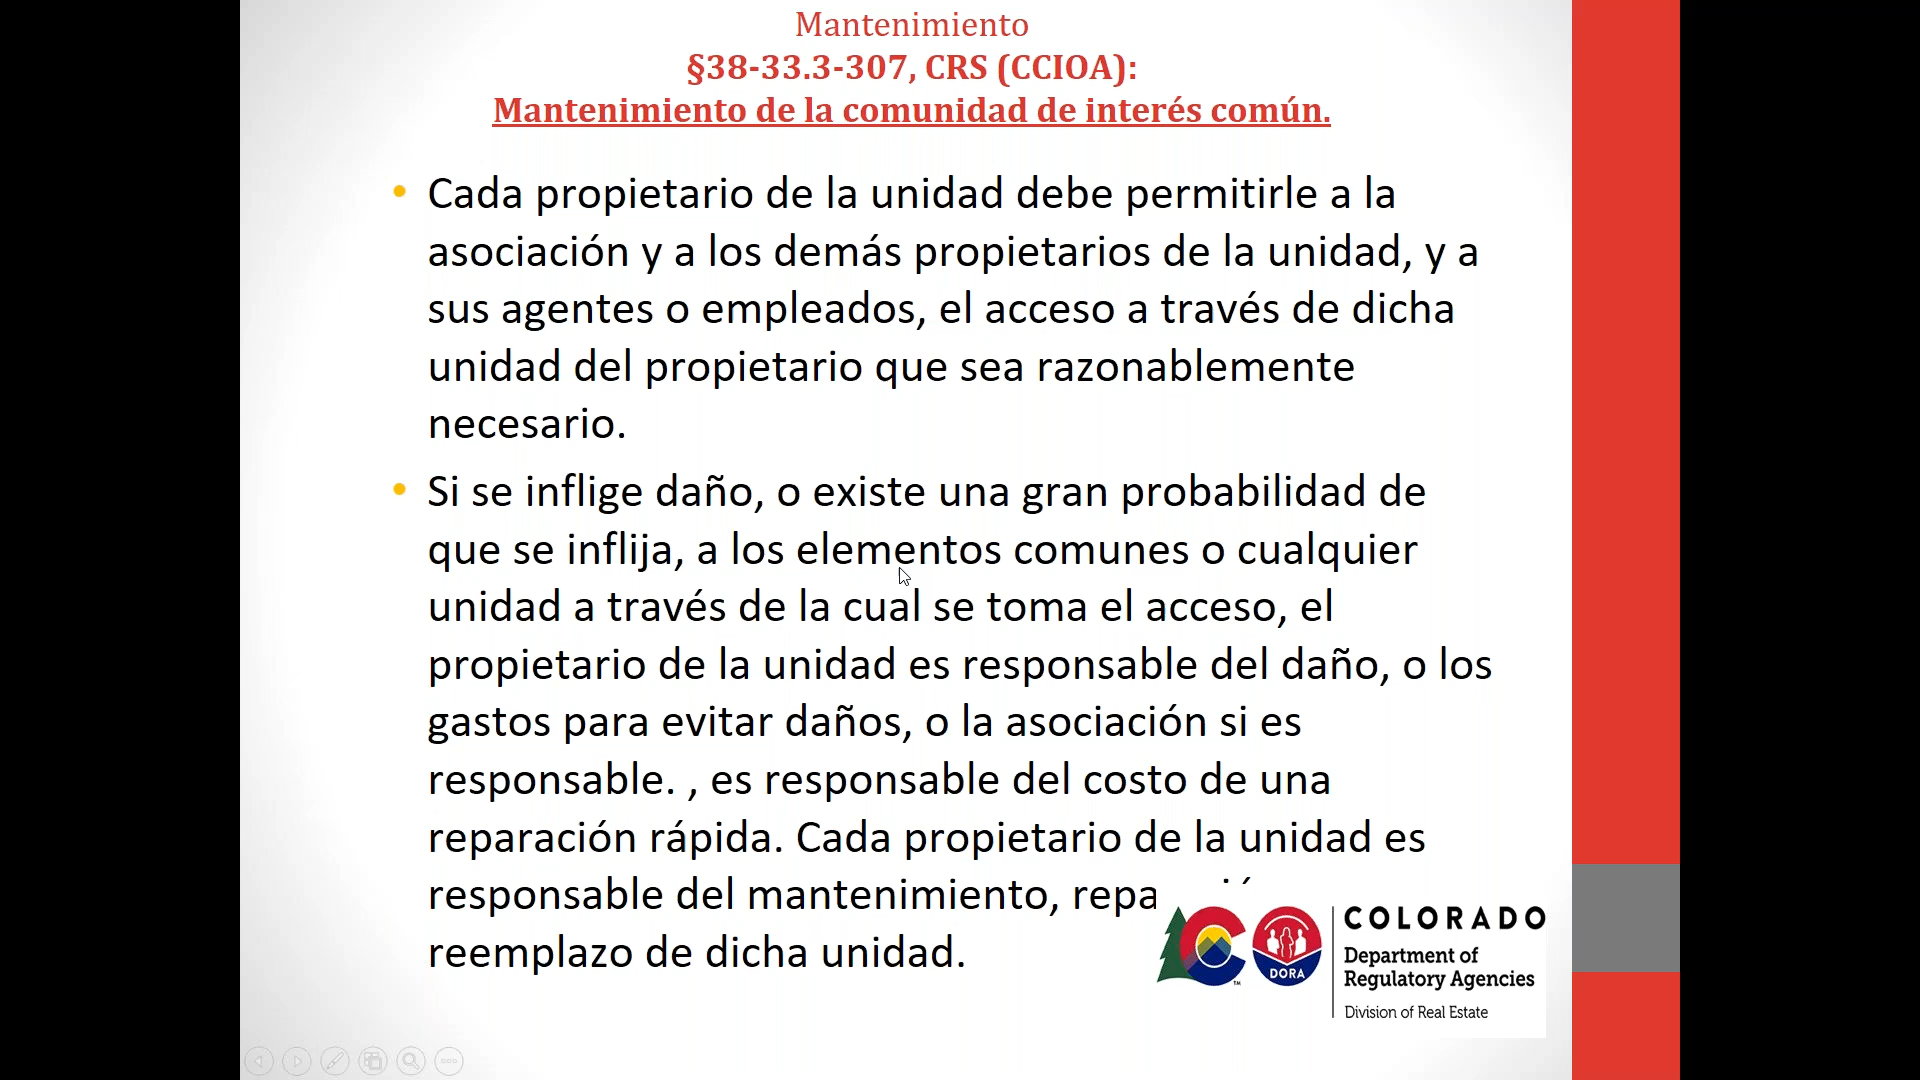 Mantenimiento
§38-33.3-307, CRS (CCIOA):
Mantenimiento de la comunidad de interés común.
• Cada propietario de la unidad debe permitirle a la
asociación y a los demás propietarios de la unidad, y a
sus agentes o empleados, el acceso a través de dicha
unidad del propietario que sea razonablemente
necesario.
• Si se inflige daño, o existe una gran probabilidad de
que se inflija, a los elementos comunes o cualquier
unidad a través de la cual se toma el acceso, el
propietario de la unidad es responsable del daño, o los
gastos para evitar daños, o la asociación si es
responsable. , es responsable del costo de una
reparación rápida. Cada propietario de la unidad es
responsable del mantenimiento,
reemplazo de dicha unidad.
DORA
TM
COLORADO
Department of
Regulatory Agencies
Division of Real Estate